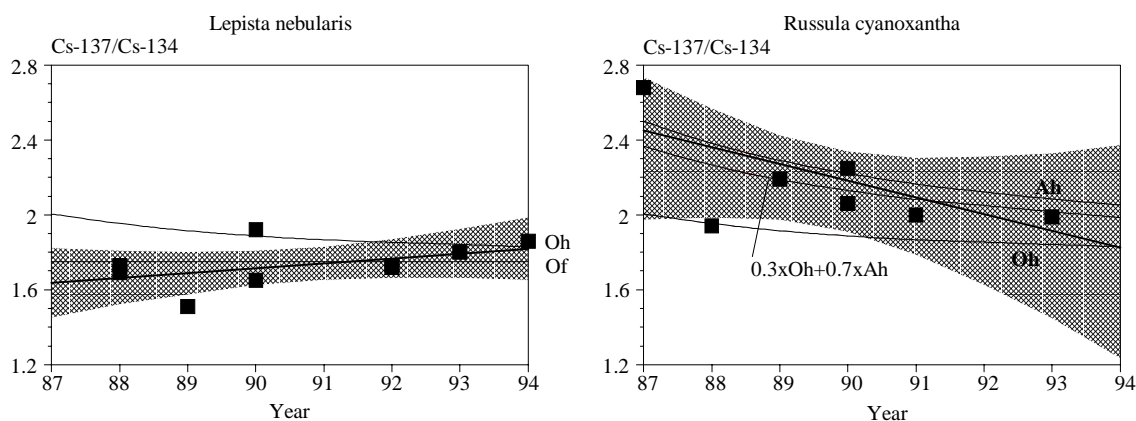 Lepista nebularis
Cs-137/Cs-134
2.8
2.4
2
1.6
1.2
87 88 89 90 91 92 93 94
Year
Oh
Of
Russula cyanoxantha
Cs-137/Cs-134
2.8
2.4
2
1.6
1.2
87 88 89 90 91 92 93 94
Year
Ah
Oh
0.3xOh+0.7xAh